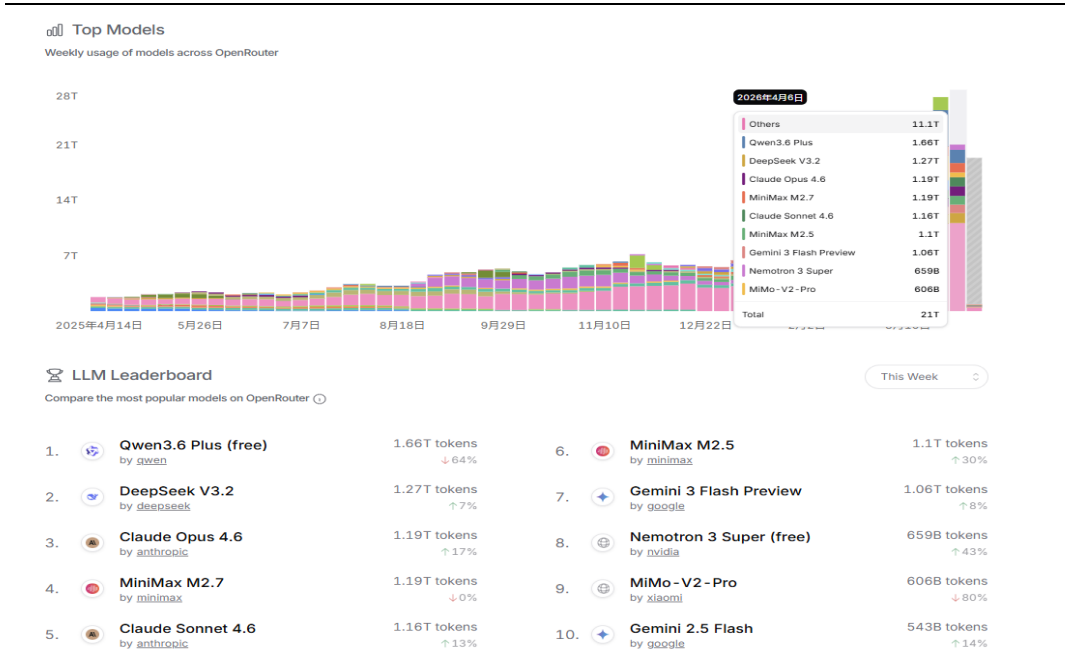 Top Models
Weekly usage of models across OpenRouter
28T
21T
14T
7T
2026年4月6日
Others 11.1T
Qwen3.6 Plus 1.66T
DeepSeek V3.2 1.27T
Claude Opus 4.6 1.19T
MiniMax M2.7 1.19T
Claude Sonnet 4.6 1.16T
MiniMax M2.5 1.1T
Gemini 3 Flash Preview 1.06T
Nemotron 3 Super 659B
MiMo-V2-Pro 606B
Total 21T
2025年4月14日 5月26日 7月7日 8月18日 9月29日 11月10日 12月22日
LLM Leaderboard
This Week
Compare the most popular models on OpenRouter
1. Qwen3.6 Plus (free) 1.66T tokens
by qwen ↓64%
2. DeepSeek V3.2 1.27T tokens
by deepseek ↑7%
3. Claude Opus 4.6 1.19T tokens
by anthropic ↑17%
4. MiniMax M2.7 1.19T tokens
by minimax ↓0%
5. Claude Sonnet 4.6 1.16T tokens
by anthropic ↑13%
6. MiniMax M2.5 1.1T tokens
by minimax ↑30%
7. Gemini 3 Flash Preview 1.06T tokens
by google ↑8%
8. Nemotron 3 Super (free) 659B tokens
by nvidia ↑43%
9. MiMo-V2-Pro 606B tokens
by xiaomi ↓80%
10. Gemini 2.5 Flash 543B tokens
by google ↑14%